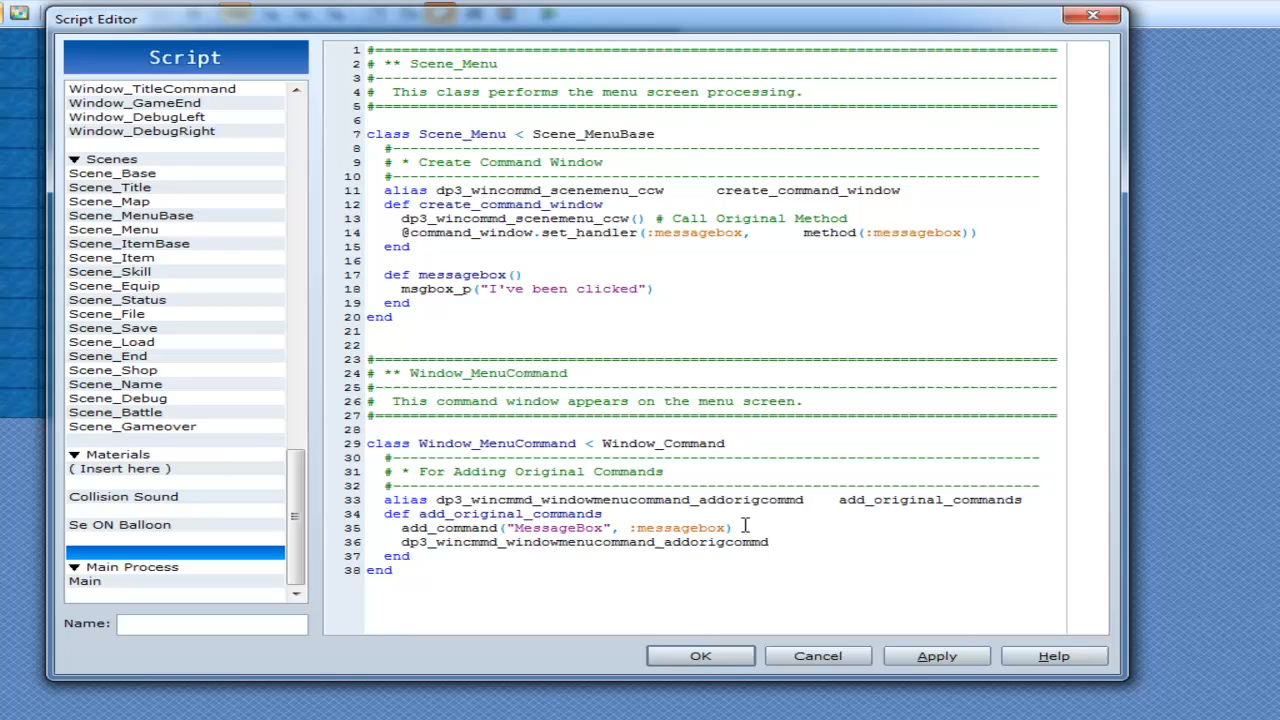 Script Editor
Script
Window_TitleCommand
Window_GameEnd
Window_DebugLeft
Window_DebugRight
▼ Scenes
Scene_Base
Scene_Title
Scene_Map
Scene_MenuBase
Scene_Menu
Scene_ItemBase
Scene_Item
Scene_Skill
Scene_Equip
Scene_Status
Scene_File
Scene_Save
Scene_Load
Scene_End
Scene_Shop
Scene_Name
Scene_Debug
Scene_Battle
Scene_Gameover
▼ Materials
( Insert here )
Collision Sound
Se ON Balloon
▼ Main Process
Main
Name:
1 #==============================================================================
2 # ** Scene_Menu
3 #------------------------------------------------------------------------------
4 #  This class performs the menu screen processing.
5 #==============================================================================
6
7 class Scene_Menu < Scene_MenuBase
8   #--------------------------------------------------------------------------
9   # * Create Command Window
10   #--------------------------------------------------------------------------
11   alias dp3_wincommd_scenemenu_ccw      create_command_window
12   def create_command_window
13     dp3_wincommd_scenemenu_ccw() # Call Original Method
14     @command_window.set_handler(:messagebox,       method(:messagebox))
15   end
16
17   def messagebox()
18     msgbox_p("I've been clicked")
19   end
20 end
21
22
23 #==============================================================================
24 # ** Window_MenuCommand
25 #------------------------------------------------------------------------------
26 #  This command window appears on the menu screen.
27 #==============================================================================
28
29 class Window_MenuCommand < Window_Command
30   #--------------------------------------------------------------------------
31   # * For Adding Original Commands
32   #--------------------------------------------------------------------------
33   alias dp3_wincmmd_windowmenucommand_addorigcommd    add_original_commands
34   def add_original_commands
35     add_command("MessageBox", :messagebox)
36     dp3_wincmmd_windowmenucommand_addorigcommd
37   end
38 end
OK
Cancel
Apply
Help